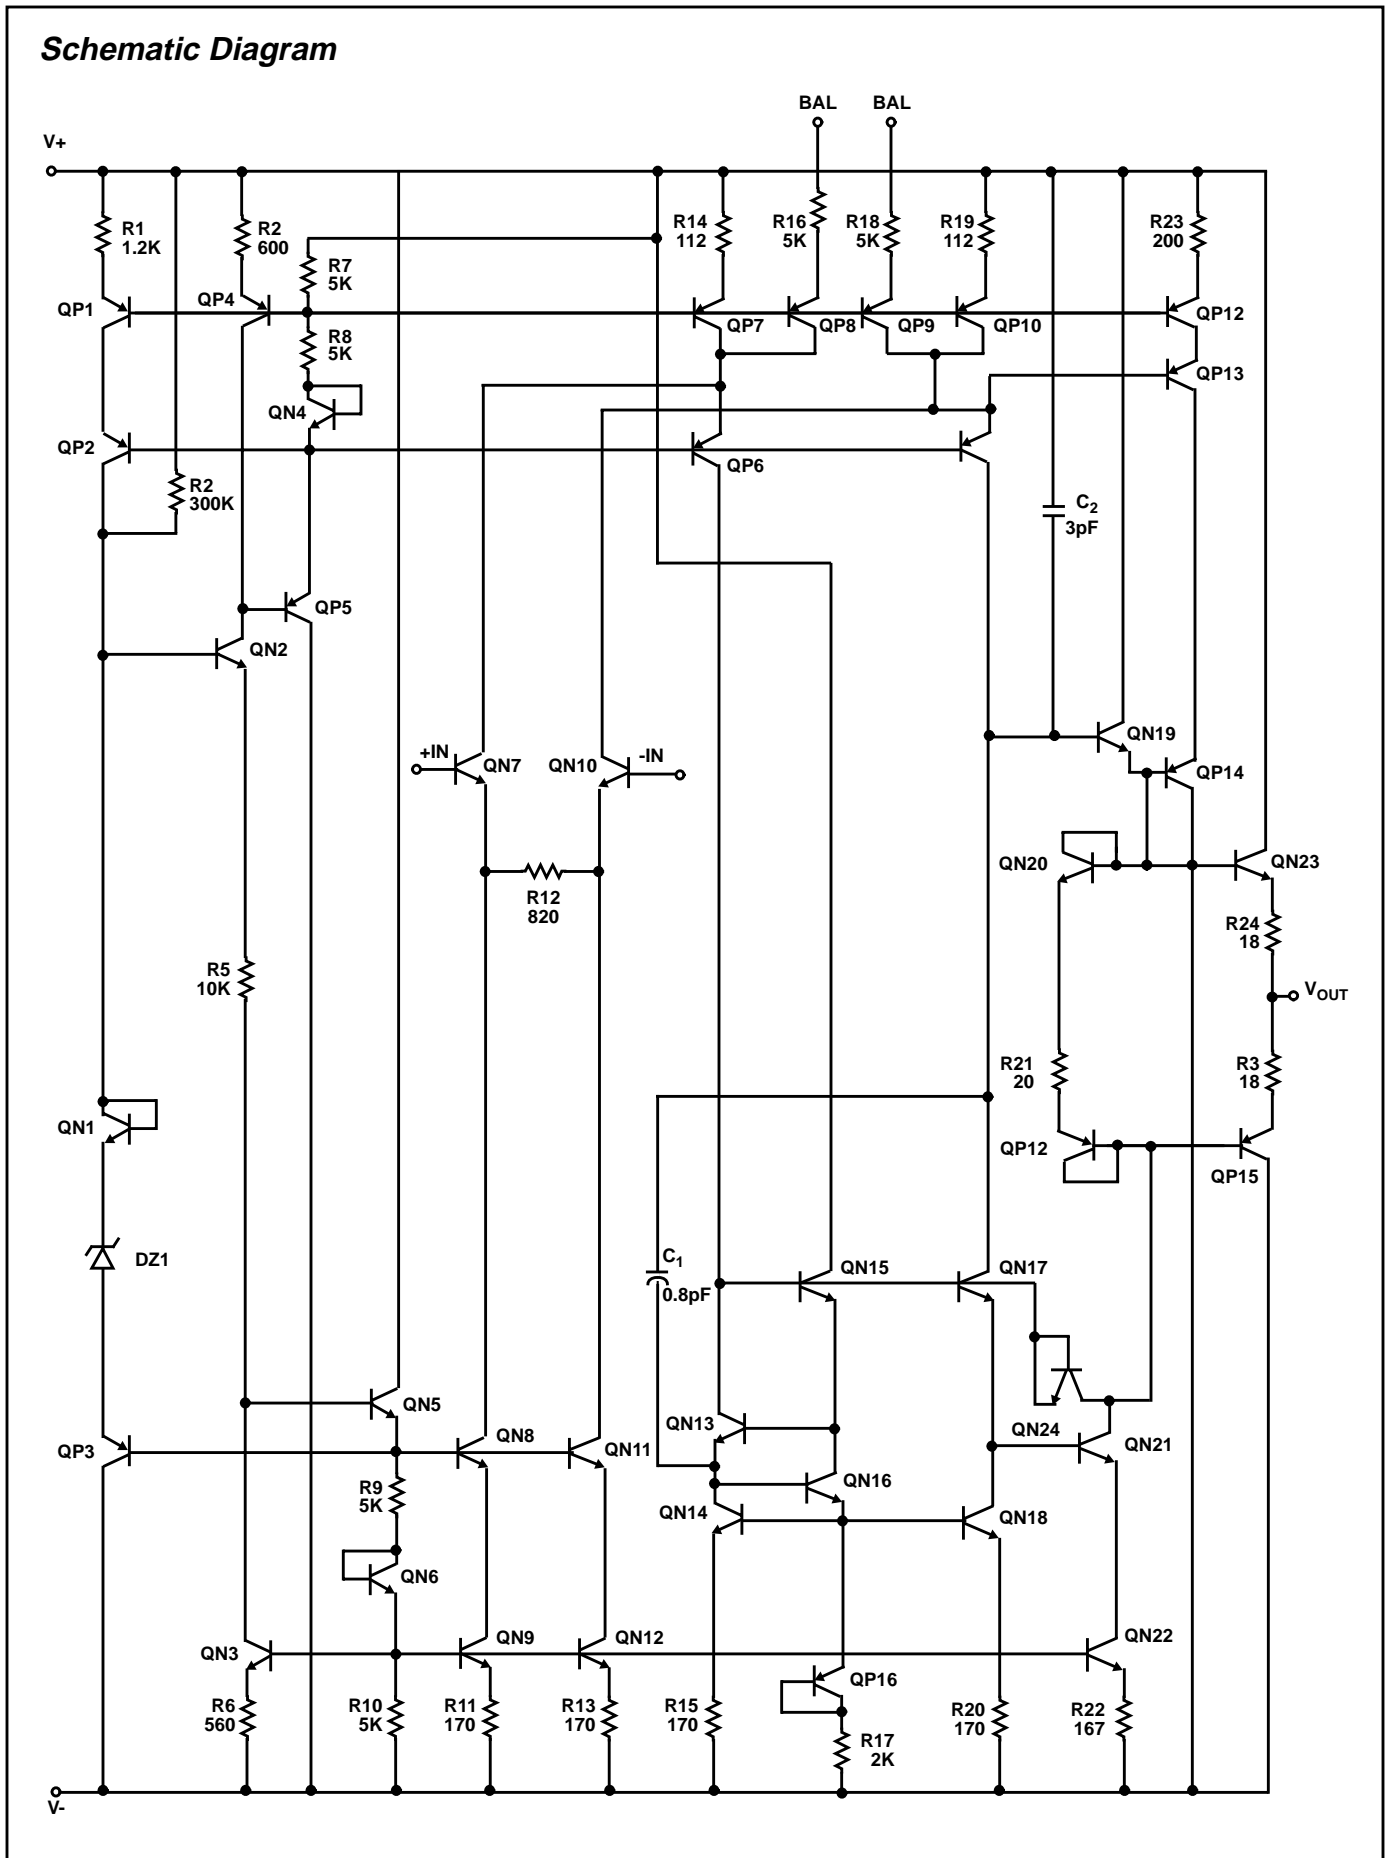 Schematic Diagram
BAL BAL
V+
R1
1.2K
R2
600
R7
5K
R14
112
R16
5K
R18
5K
R19
112
R23
200
QP1
QP4
QP7
QP8
QP9
QP10
QP12
R8
5K
QP13
QN4
QP2
QP6
R2
300K
C2
3pF
QP5
QN2
+IN
QN7
QN10
-IN
QN19
QP14
QN20
QN23
R12
820
R24
18
R5
10K
VOUT
R21
20
R3
18
QN1
QP12
QP15
DZ1
C1
0.8pF
QN15
QN17
QN5
QN13
QN24
QP3
QN8
QN11
QN21
R9
5K
QN16
QN14
QN18
QN6
QN3
QN9
QN12
QN22
QP16
R6
560
R10
5K
R11
170
R13
170
R15
170
R17
2K
R20
170
R22
167
V-